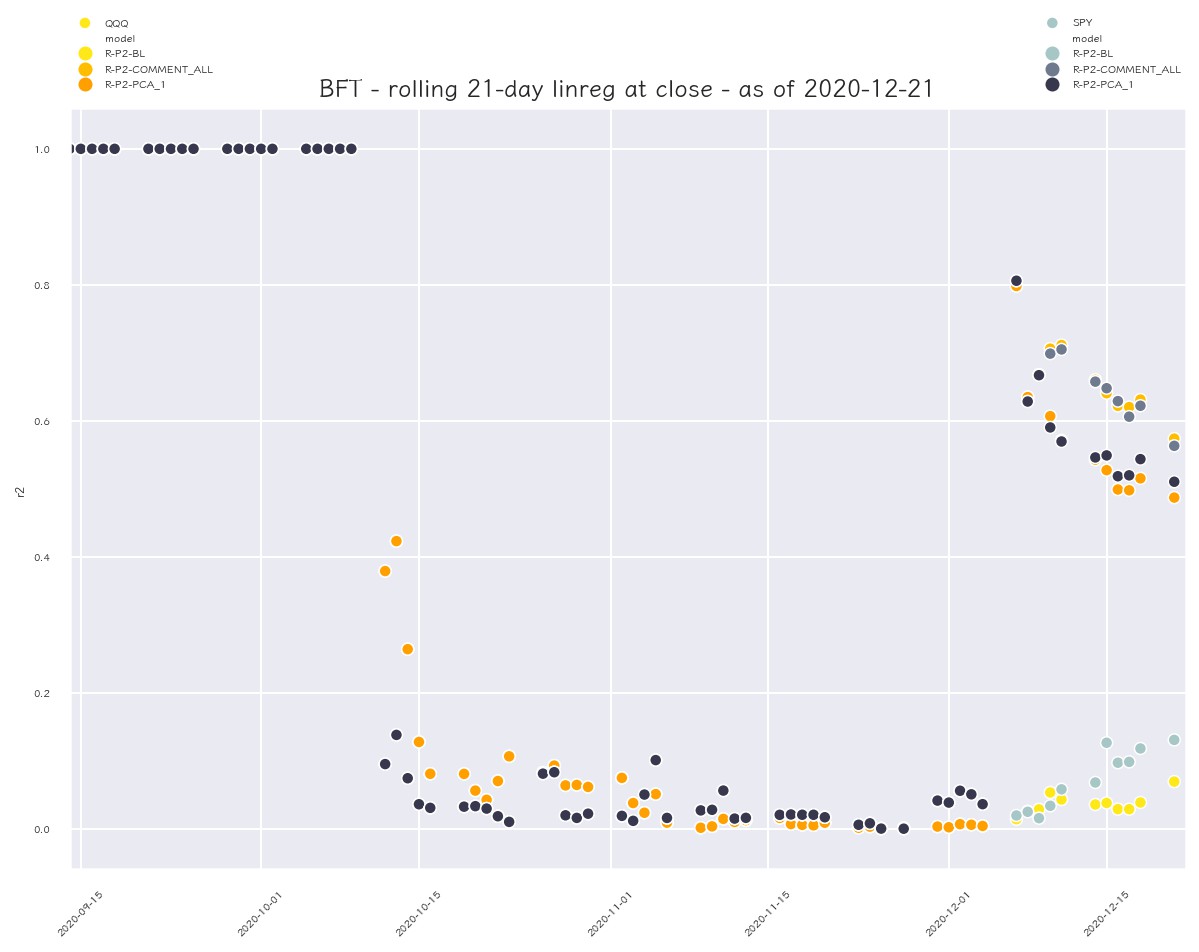 QQQ
model
R-P2-BL
R-P2-COMMENT_ALL
R-P2-PCA_1
SPY
model
R-P2-BL
R-P2-COMMENT_ALL
R-P2-PCA_1
BFT - rolling 21-day linreg at close - as of 2020-12-21
1.0
0.8
0.6
0.4
0.2
0.0
r2
2020-09-15
2020-10-01
2020-10-15
2020-11-01
2020-11-15
2020-12-01
2020-12-15